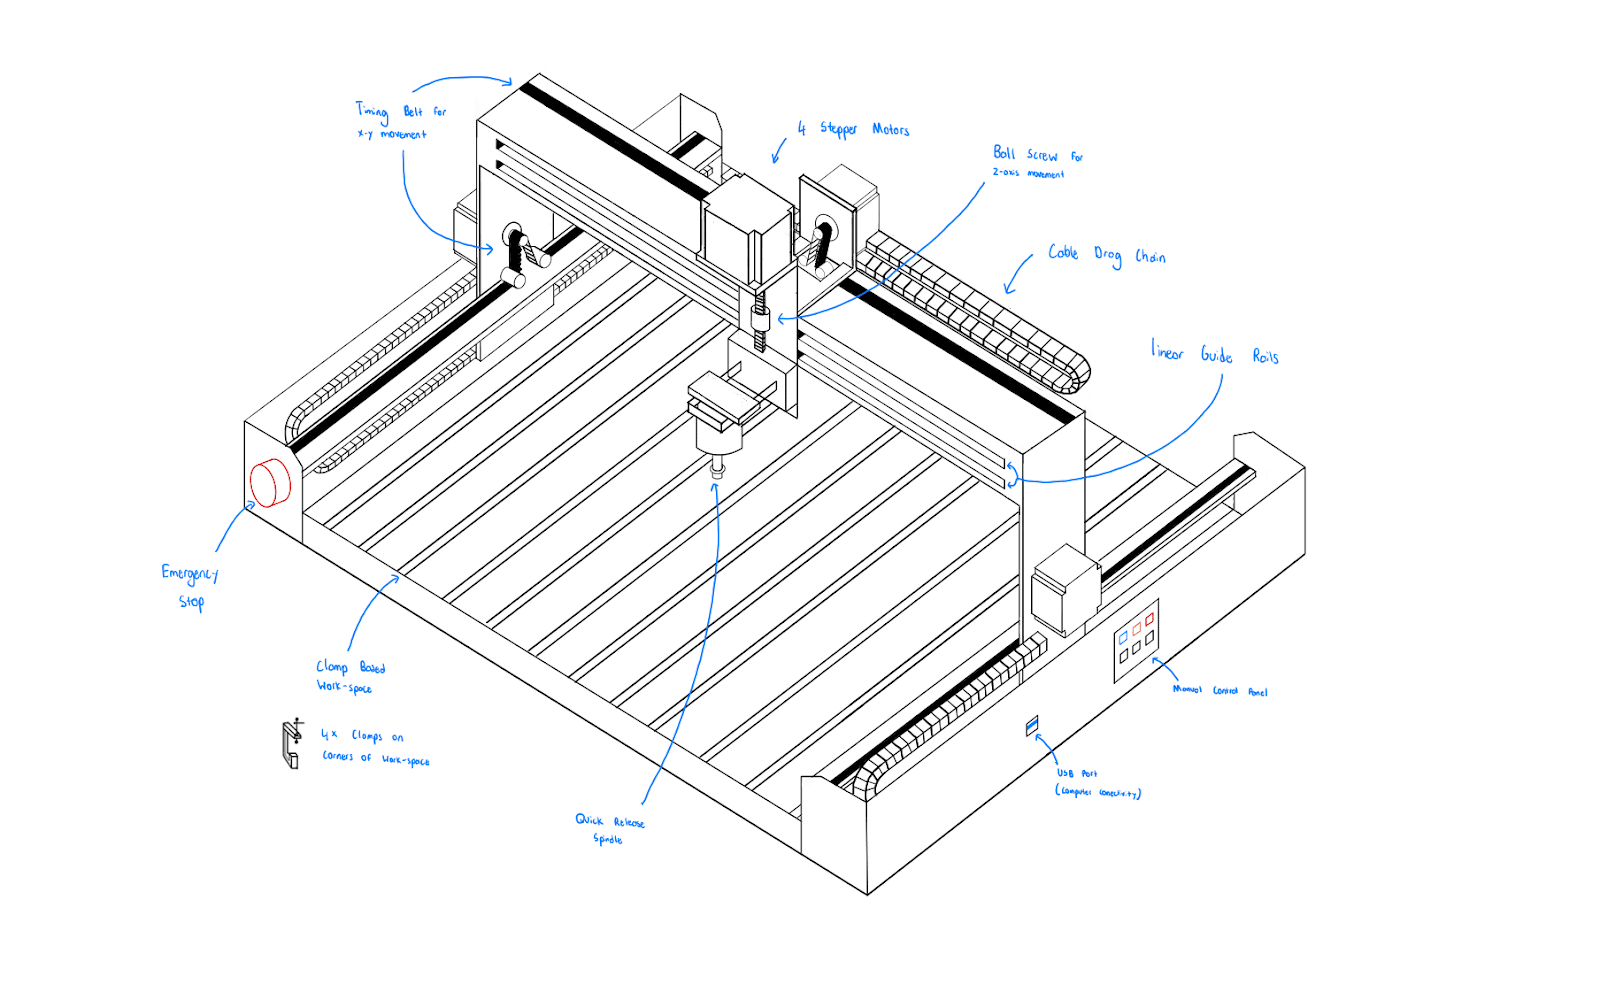 Timing Belt for
x-y movement
4 Stepper Motors
Ball Screw for
z-axis movement
Cable Drag Chain
linear Guide Rails
Emergency
Stop
Clamp Based
Work-space
4x Clamps on
corners of work-space
Quick Release
Spindle
Manual Control Panel
USB Port
(computer conectivity)